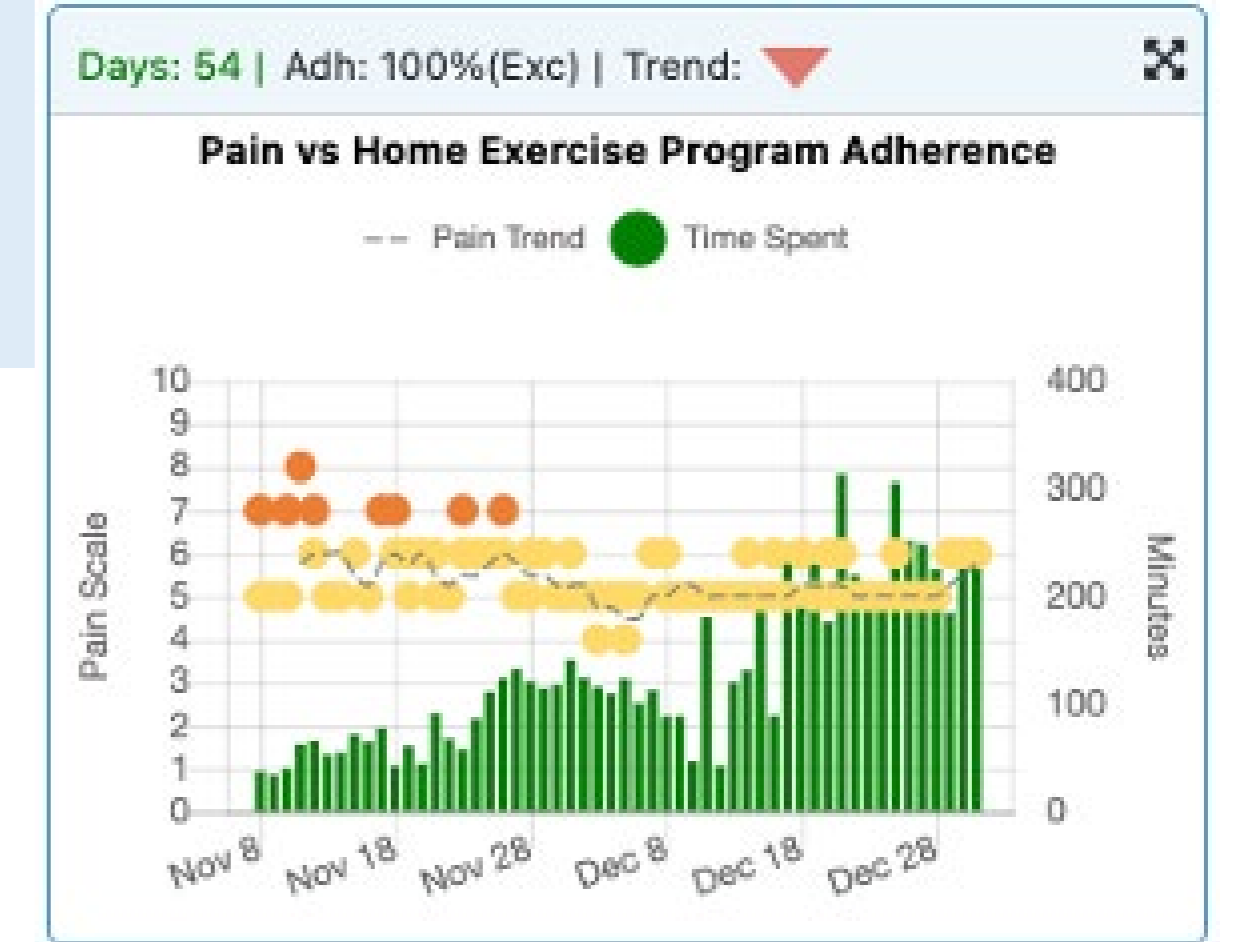 Days: 54 | Adh: 100%(Exc) | Trend:
Pain vs Home Exercise Program Adherence
Pain Trend Time Spent
10 400
9
8
7 300
6
5 200
4
3
2 100
1
0 0
Pain Scale
Minutes
Nov 8 Nov 18 Nov 28 Dec 8 Dec 18 Dec 28